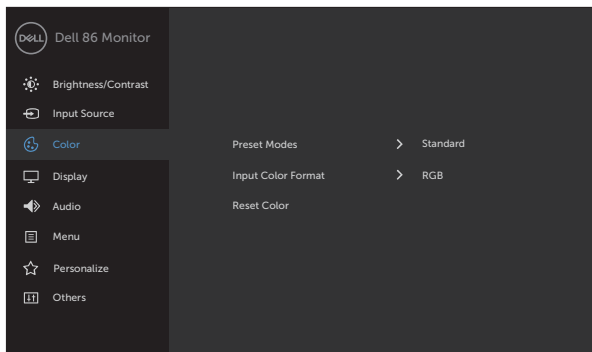 DELL Dell 86 Monitor
Brightness/Contrast
Input Source
Color
Preset Modes Standard
Display
Input Color Format RGB
Audio
Reset Color
Menu
Personalize
Others